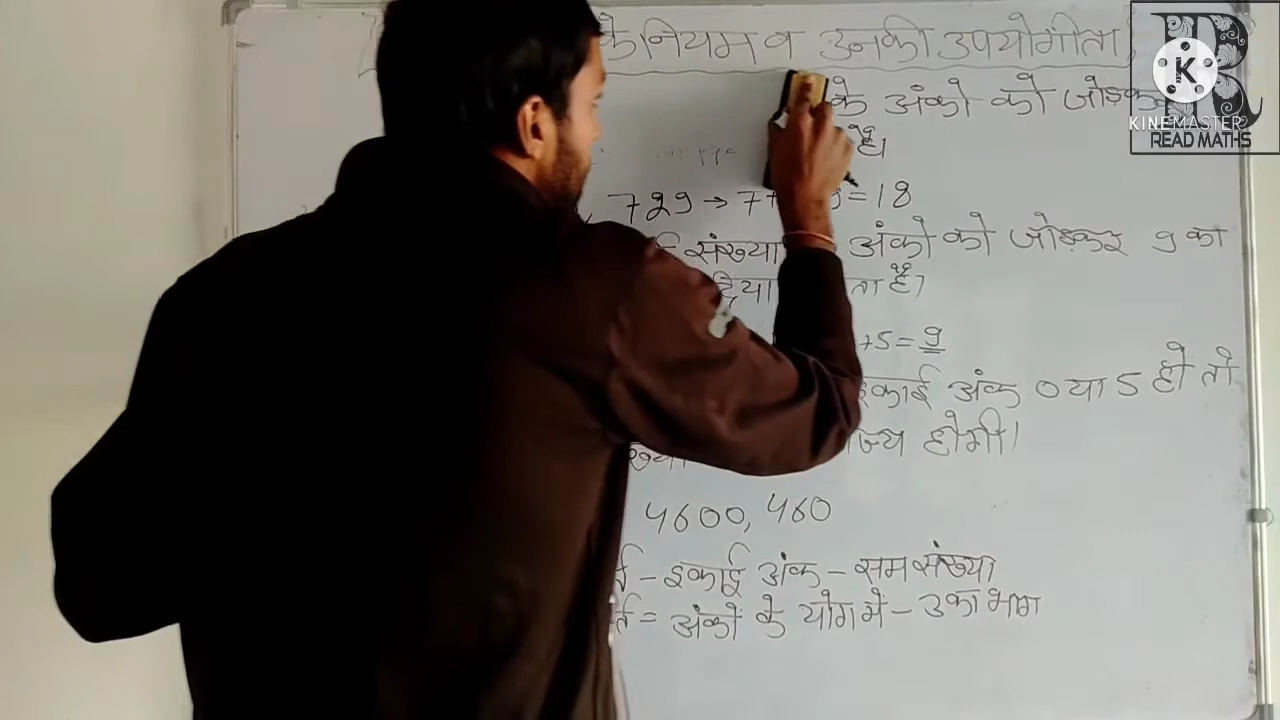 के नियम व उनकी उपयोगीता
के अंको को जोड़कर
है।
729 → 7+ =18
संख्या अंको को जोड़कर 9 का
ता है।
+5=9
इकाई अंक 0 या 5 हो तो
होगी।
4600, 460
- इकाई अंक - सम संख्या
= अंको के योग मे - 3 का भाग
K
KINEMASTER
READ MATHS